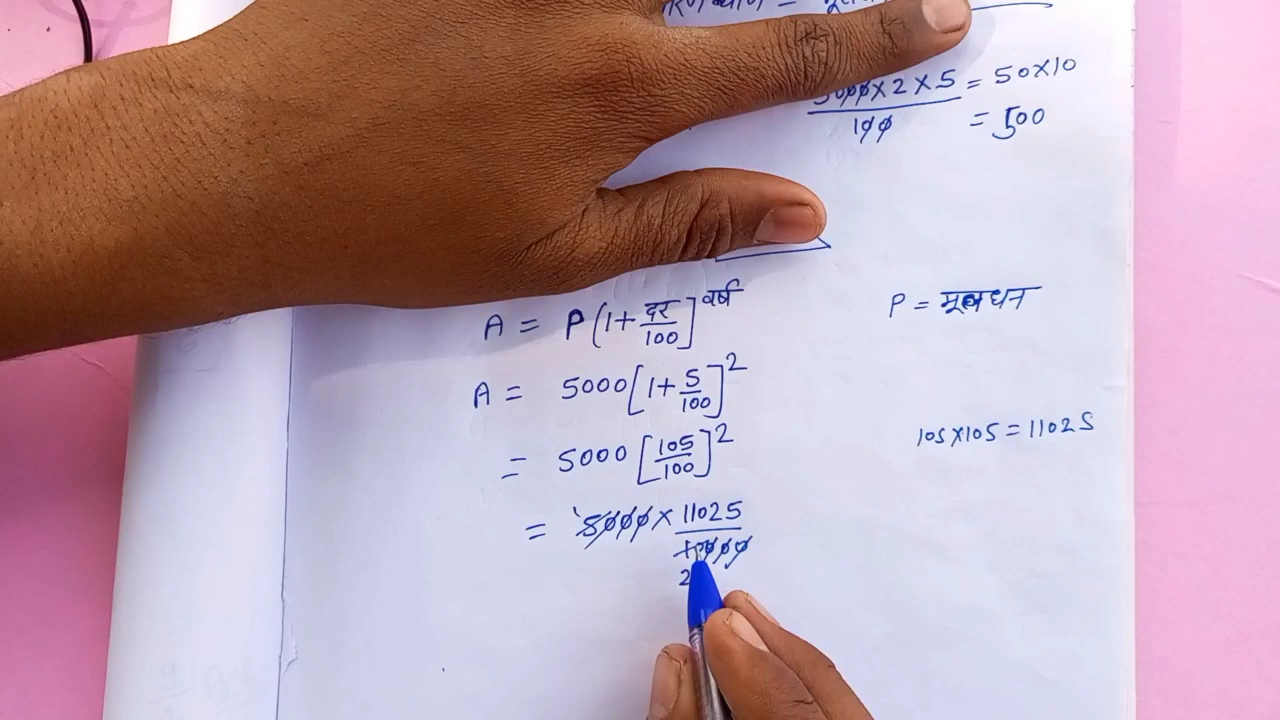 5000×2×5 = 50×10
100 = 500
A = P(1+दर/100]वर्ष P = मूलधन
A = 5000[1+5/100]²
= 5000[105/100]² 105×105 = 11025
= 1 5000 × 11025/10000
2